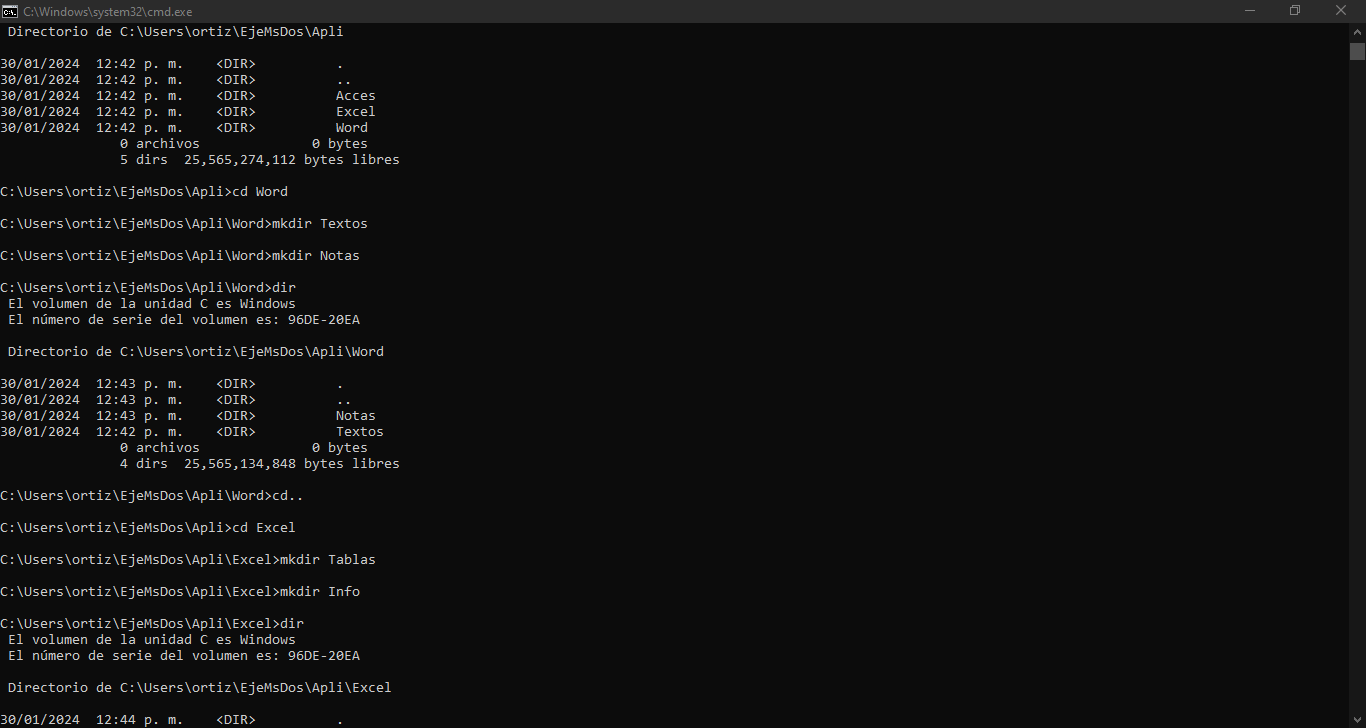 C:\Windows\system32\cmd.exe
Directorio de C:\Users\ortiz\EjeMsDos\Apli
30/01/2024  12:42 p. m.    <DIR>          .
30/01/2024  12:42 p. m.    <DIR>          ..
30/01/2024  12:42 p. m.    <DIR>          Acces
30/01/2024  12:42 p. m.    <DIR>          Excel
30/01/2024  12:42 p. m.    <DIR>          Word
               0 archivos              0 bytes
               5 dirs  25,565,274,112 bytes libres
C:\Users\ortiz\EjeMsDos\Apli>cd Word
C:\Users\ortiz\EjeMsDos\Apli\Word>mkdir Textos
C:\Users\ortiz\EjeMsDos\Apli\Word>mkdir Notas
C:\Users\ortiz\EjeMsDos\Apli\Word>dir
 El volumen de la unidad C es Windows
 El número de serie del volumen es: 96DE-20EA
 Directorio de C:\Users\ortiz\EjeMsDos\Apli\Word
30/01/2024  12:43 p. m.    <DIR>          .
30/01/2024  12:43 p. m.    <DIR>          ..
30/01/2024  12:43 p. m.    <DIR>          Notas
30/01/2024  12:42 p. m.    <DIR>          Textos
               0 archivos              0 bytes
               4 dirs  25,565,134,848 bytes libres
C:\Users\ortiz\EjeMsDos\Apli\Word>cd..
C:\Users\ortiz\EjeMsDos\Apli>cd Excel
C:\Users\ortiz\EjeMsDos\Apli\Excel>mkdir Tablas
C:\Users\ortiz\EjeMsDos\Apli\Excel>mkdir Info
C:\Users\ortiz\EjeMsDos\Apli\Excel>dir
 El volumen de la unidad C es Windows
 El número de serie del volumen es: 96DE-20EA
 Directorio de C:\Users\ortiz\EjeMsDos\Apli\Excel
30/01/2024  12:44 p. m.    <DIR>          .